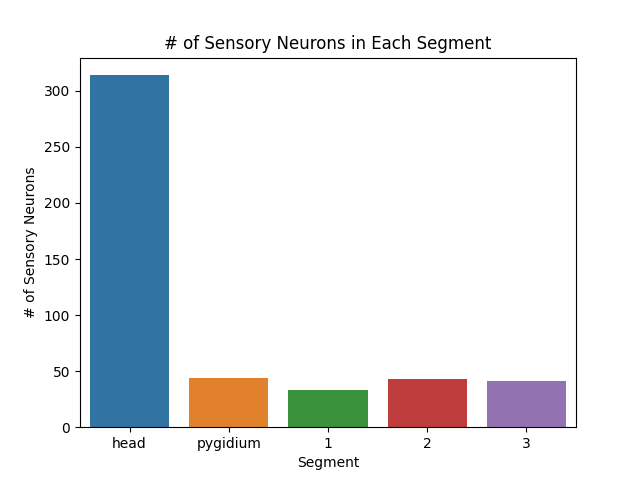 # of Sensory Neurons in Each Segment
# of Sensory Neurons
300
250
200
150
100
50
0
head pygidium 1 2 3
Segment